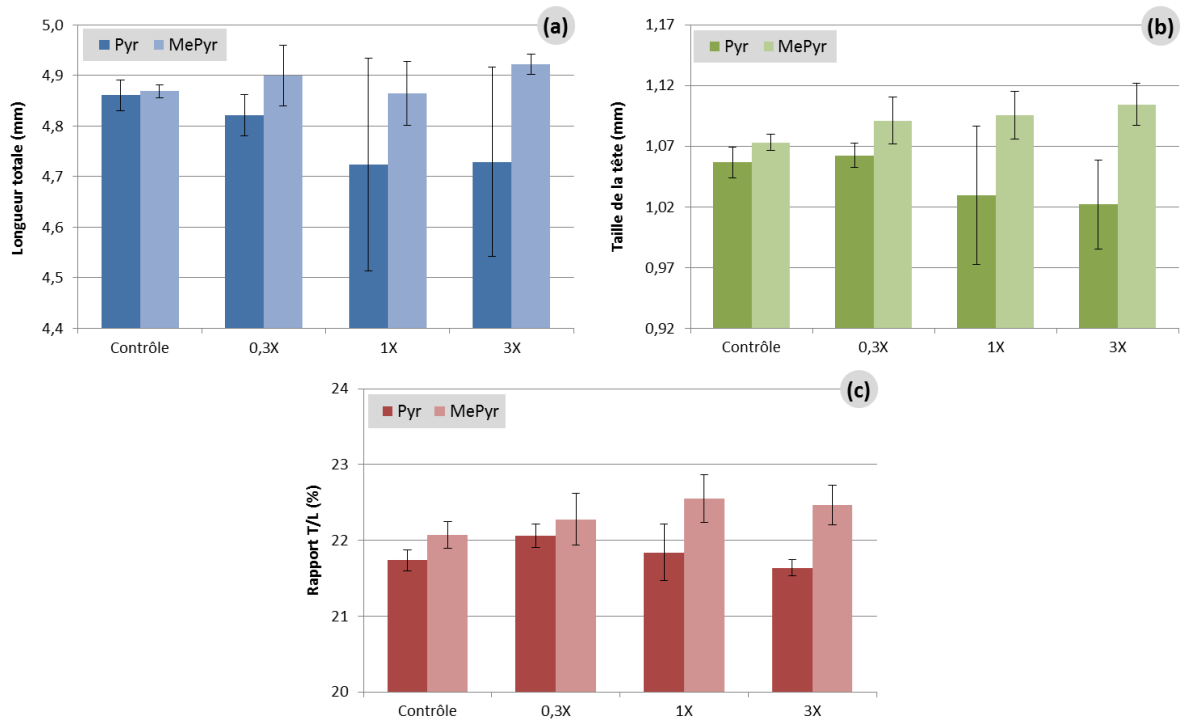 (a)
Pyr MePyr
Longueur totale (mm)
5,0
4,9
4,8
4,7
4,6
4,5
4,4
Contrôle 0,3X 1X 3X
(b)
Pyr MePyr
Taille de la tête (mm)
1,17
1,12
1,07
1,02
0,97
0,92
Contrôle 0,3X 1X 3X
(c)
Pyr MePyr
Rapport T/L (%)
24
23
22
21
20
Contrôle 0,3X 1X 3X